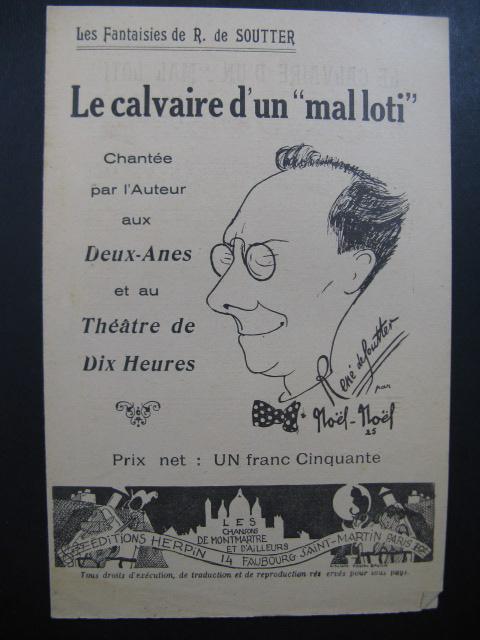 Les Fantaisies de R. de SOUTTER
Le calvaire d'un "mal loti"
Chantée
par l'Auteur
aux
Deux-Anes
et au
Théâtre de
Dix Heures
René de Soutter
par
Noël-Noël
25
Prix net : UN franc Cinquante
LES
CHANSONS
DE MONTMARTRE
ET D'AILLEURS
EDITIONS HERPIN 14 FAUBOURG SAINT-MARTIN PARIS
Tous droits d'exécution, de traduction et de reproduction rés ervés pour tous pays.